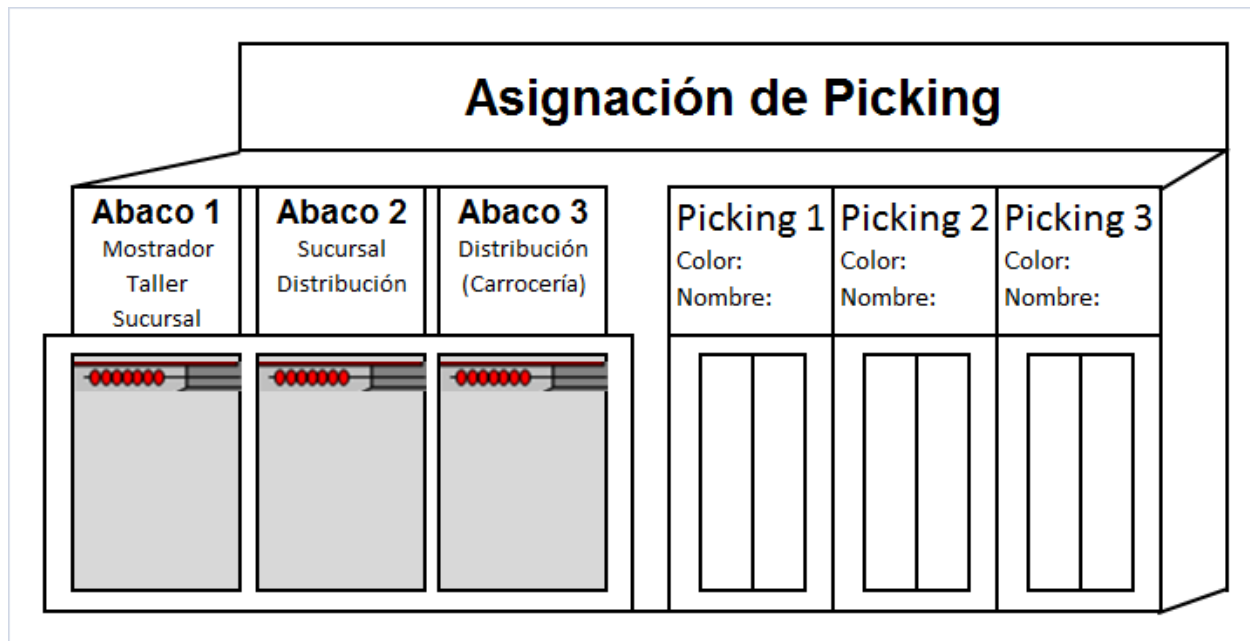 Asignación de Picking
Abaco 1
Mostrador
Taller
Sucursal
Abaco 2
Sucursal
Distribución
Abaco 3
Distribución
(Carrocería)
Picking 1
Color:
Nombre:
Picking 2
Color:
Nombre:
Picking 3
Color:
Nombre: